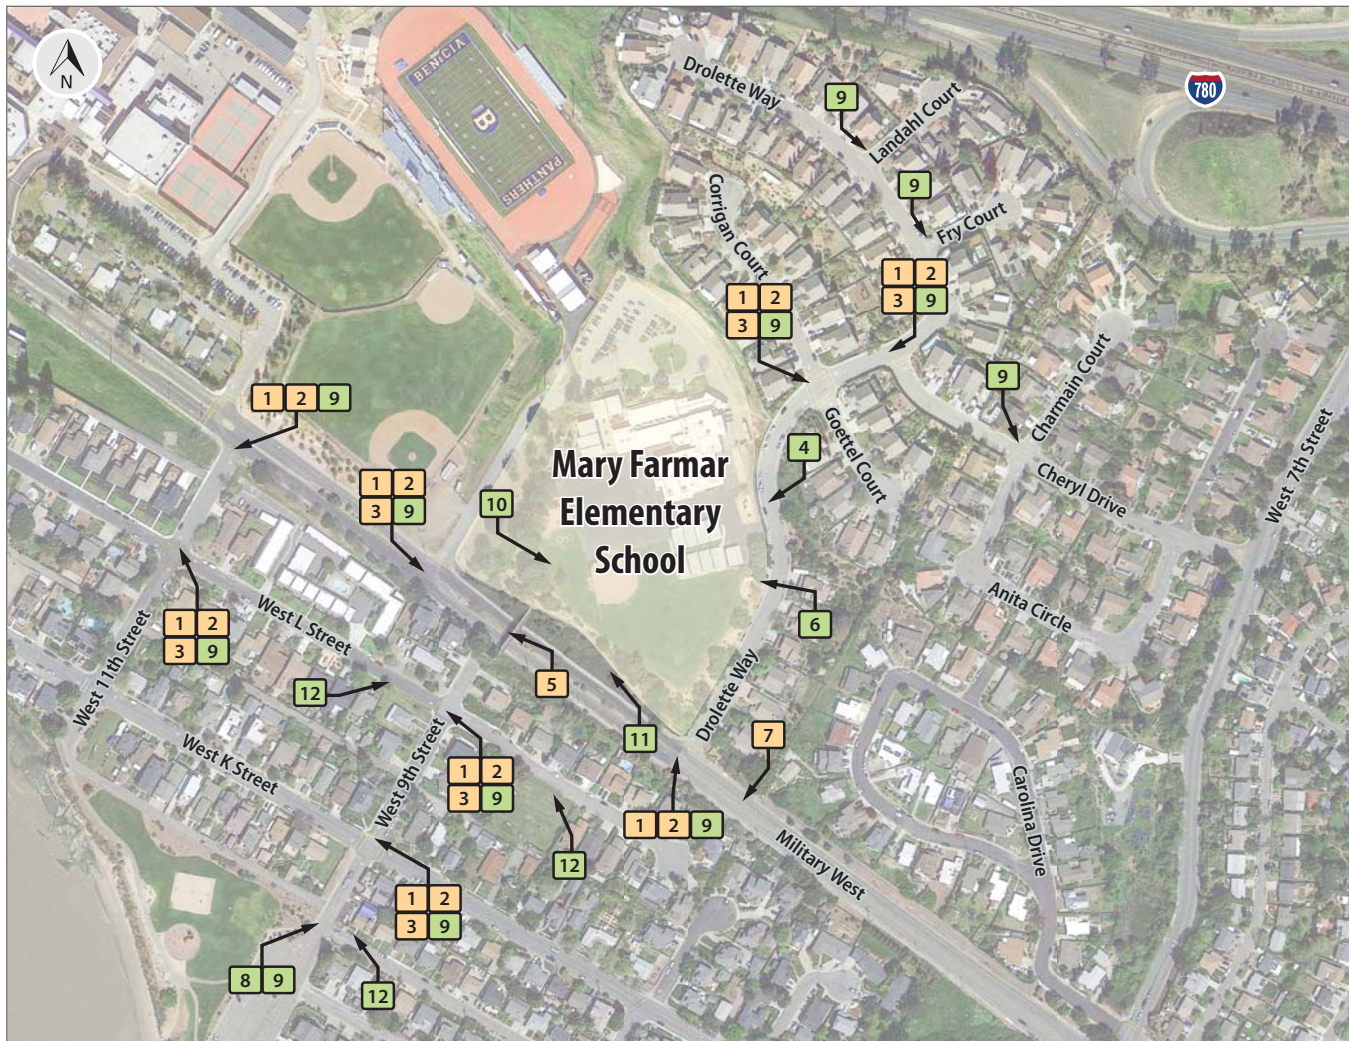 N
BENICIA
B
PANTHERS
780
Drolette Way
9
Landahl Court
9
Fry Court
Corrigan Court
1 2
3 9
1 2
3 9
9
Charmain Court
West 7th Street
1 2 9
Goettel Court
4
Cheryl Drive
1 2
3 9
10
Mary Farmar
Elementary
School
Anita Circle
6
West L Street
1 2
3 9
West 11th Street
12
5
Drolette Way
11
7
West K Street
West 9th Street
1 2
3 9
1 2 9
12
Military West
Carolina Drive
1 2
3 9
8 9
12